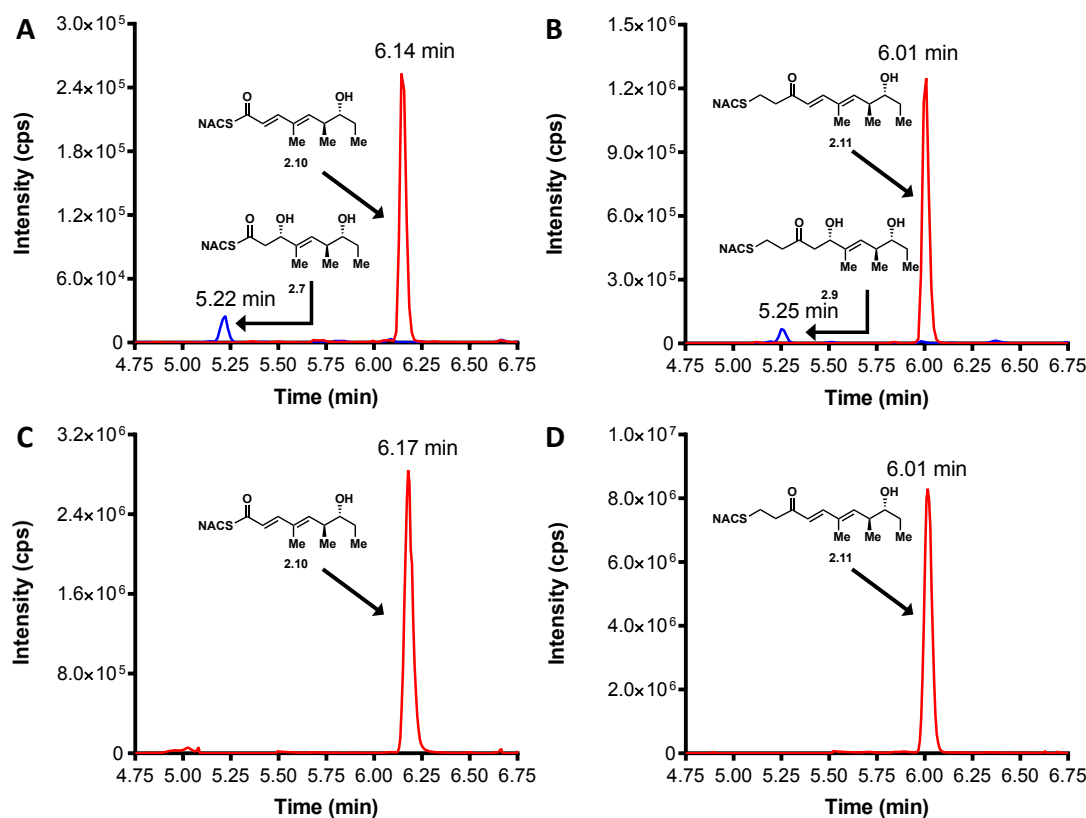 A
Intensity (cps)
3.0×10⁵
2.4×10⁵
1.8×10⁵
1.2×10⁵
6.0×10⁴
0
6.14 min
O
OH
NACS
Me
Me
Me
2.10
O
OH
OH
NACS
Me
Me
Me
2.7
5.22 min
4.75 5.00 5.25 5.50 5.75 6.00 6.25 6.50 6.75
Time (min)
B
Intensity (cps)
1.5×10⁶
1.2×10⁶
9.0×10⁵
6.0×10⁵
3.0×10⁵
0
6.01 min
O
OH
NACS
Me
Me
Me
2.11
O
OH
OH
NACS
Me
Me
Me
2.9
5.25 min
4.75 5.00 5.25 5.50 5.75 6.00 6.25 6.50 6.75
Time (min)
C
Intensity (cps)
3.2×10⁶
2.4×10⁶
1.6×10⁶
8.0×10⁵
0
6.17 min
O
OH
NACS
Me
Me
Me
2.10
4.75 5.00 5.25 5.50 5.75 6.00 6.25 6.50 6.75
Time (min)
D
Intensity (cps)
1.0×10⁷
8.0×10⁶
6.0×10⁶
4.0×10⁶
2.0×10⁶
0
6.01 min
O
OH
NACS
Me
Me
Me
2.11
4.75 5.00 5.25 5.50 5.75 6.00 6.25 6.50 6.75
Time (min)